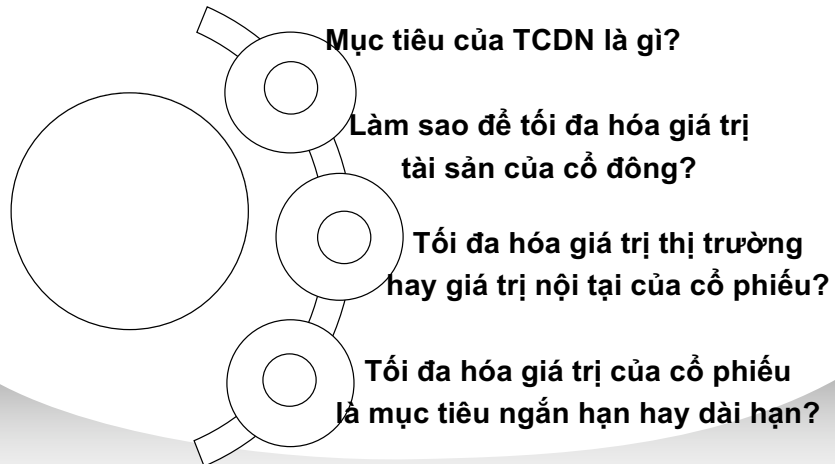 Mục tiêu của TCDN là gì?
Làm sao để tối đa hóa giá trị
tài sản của cổ đông?
Tối đa hóa giá trị thị trường
hay giá trị nội tại của cổ phiếu?
Tối đa hóa giá trị của cổ phiếu
là mục tiêu ngắn hạn hay dài hạn?